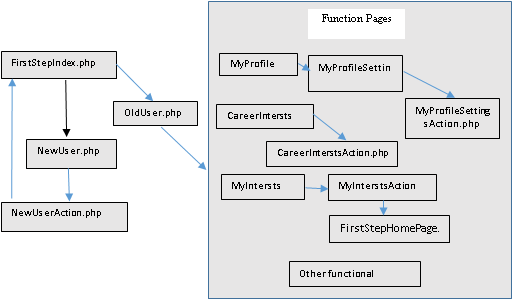 Function Pages
FirstStepIndex.php
OldUser.php
NewUser.php
NewUserAction.php
MyProfile
MyProfileSettin
MyProfileSetting
sAction.php
CareerIntersts
CareerInterstsAction.php
MyIntersts
MyInterstsAction
FirstStepHomePage.
Other functional